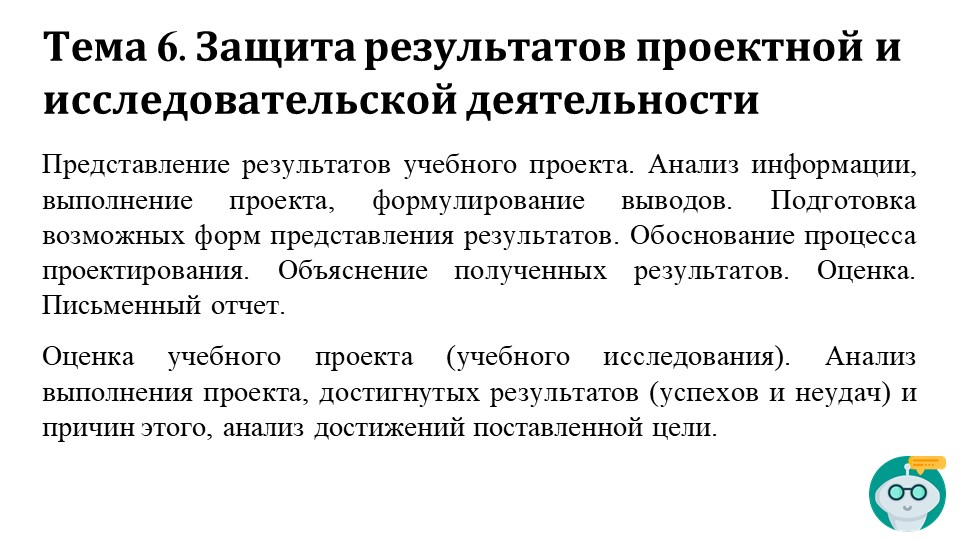 Тема 6. Защита результатов проектной и
исследовательской деятельности
Представление результатов учебного проекта. Анализ информации,
выполнение проекта, формулирование выводов. Подготовка
возможных форм представления результатов. Обоснование процесса
проектирования. Объяснение полученных результатов. Оценка.
Письменный отчет.
Оценка учебного проекта (учебного исследования). Анализ
выполнения проекта, достигнутых результатов (успехов и неудач) и
причин этого, анализ достижений поставленной цели.